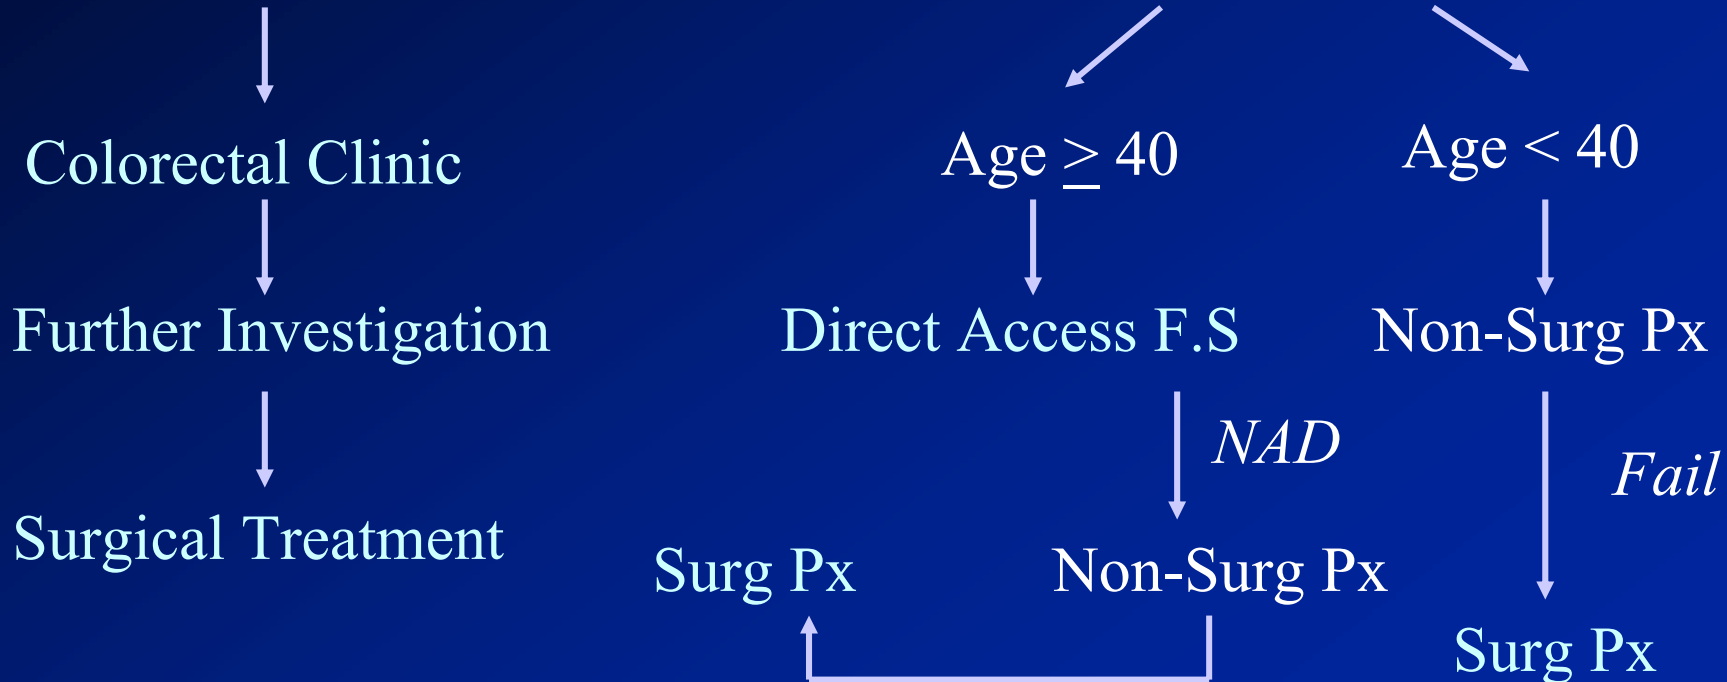 Colorectal Clinic
Age ≥ 40
Age < 40
Further Investigation
Direct Access F.S
Non-Surg Px
NAD
Fail
Surgical Treatment
Surg Px
Non-Surg Px
Surg Px